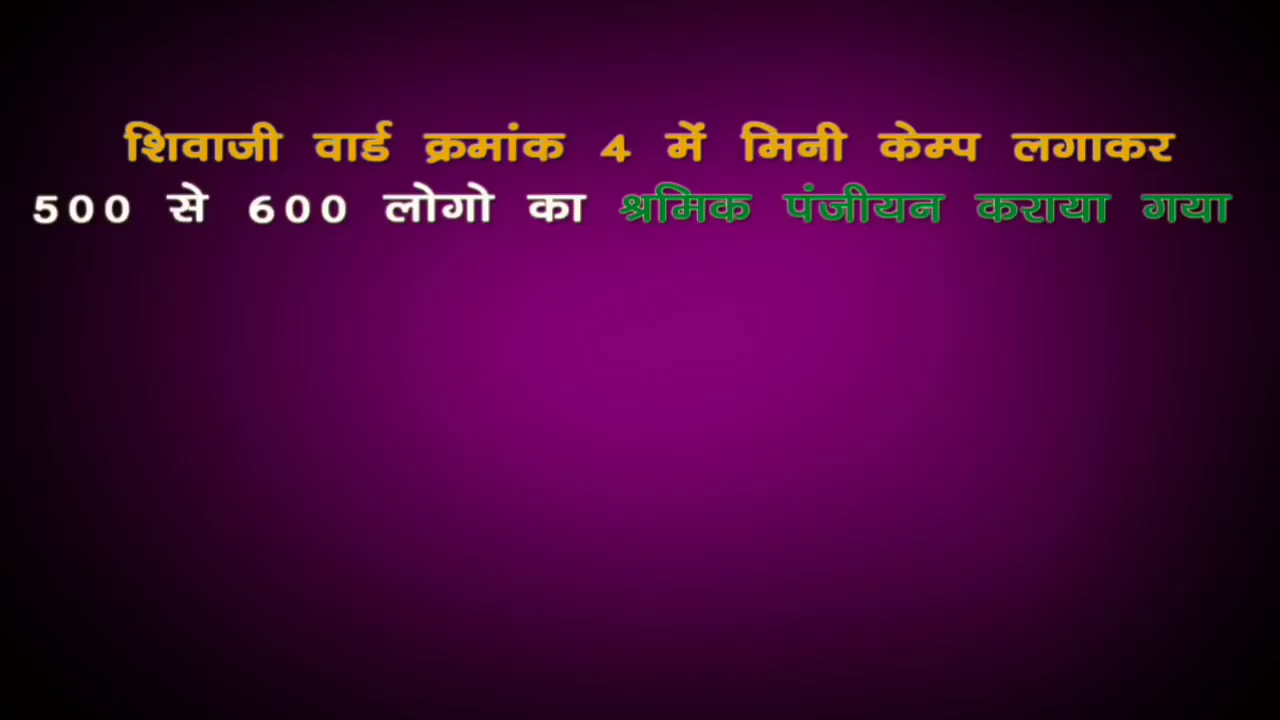 शिवाजी वार्ड क्रमांक 4 में मिनी केम्प लगाकर
500 से 600 लोगो का श्रमिक पंजीयन कराया गया